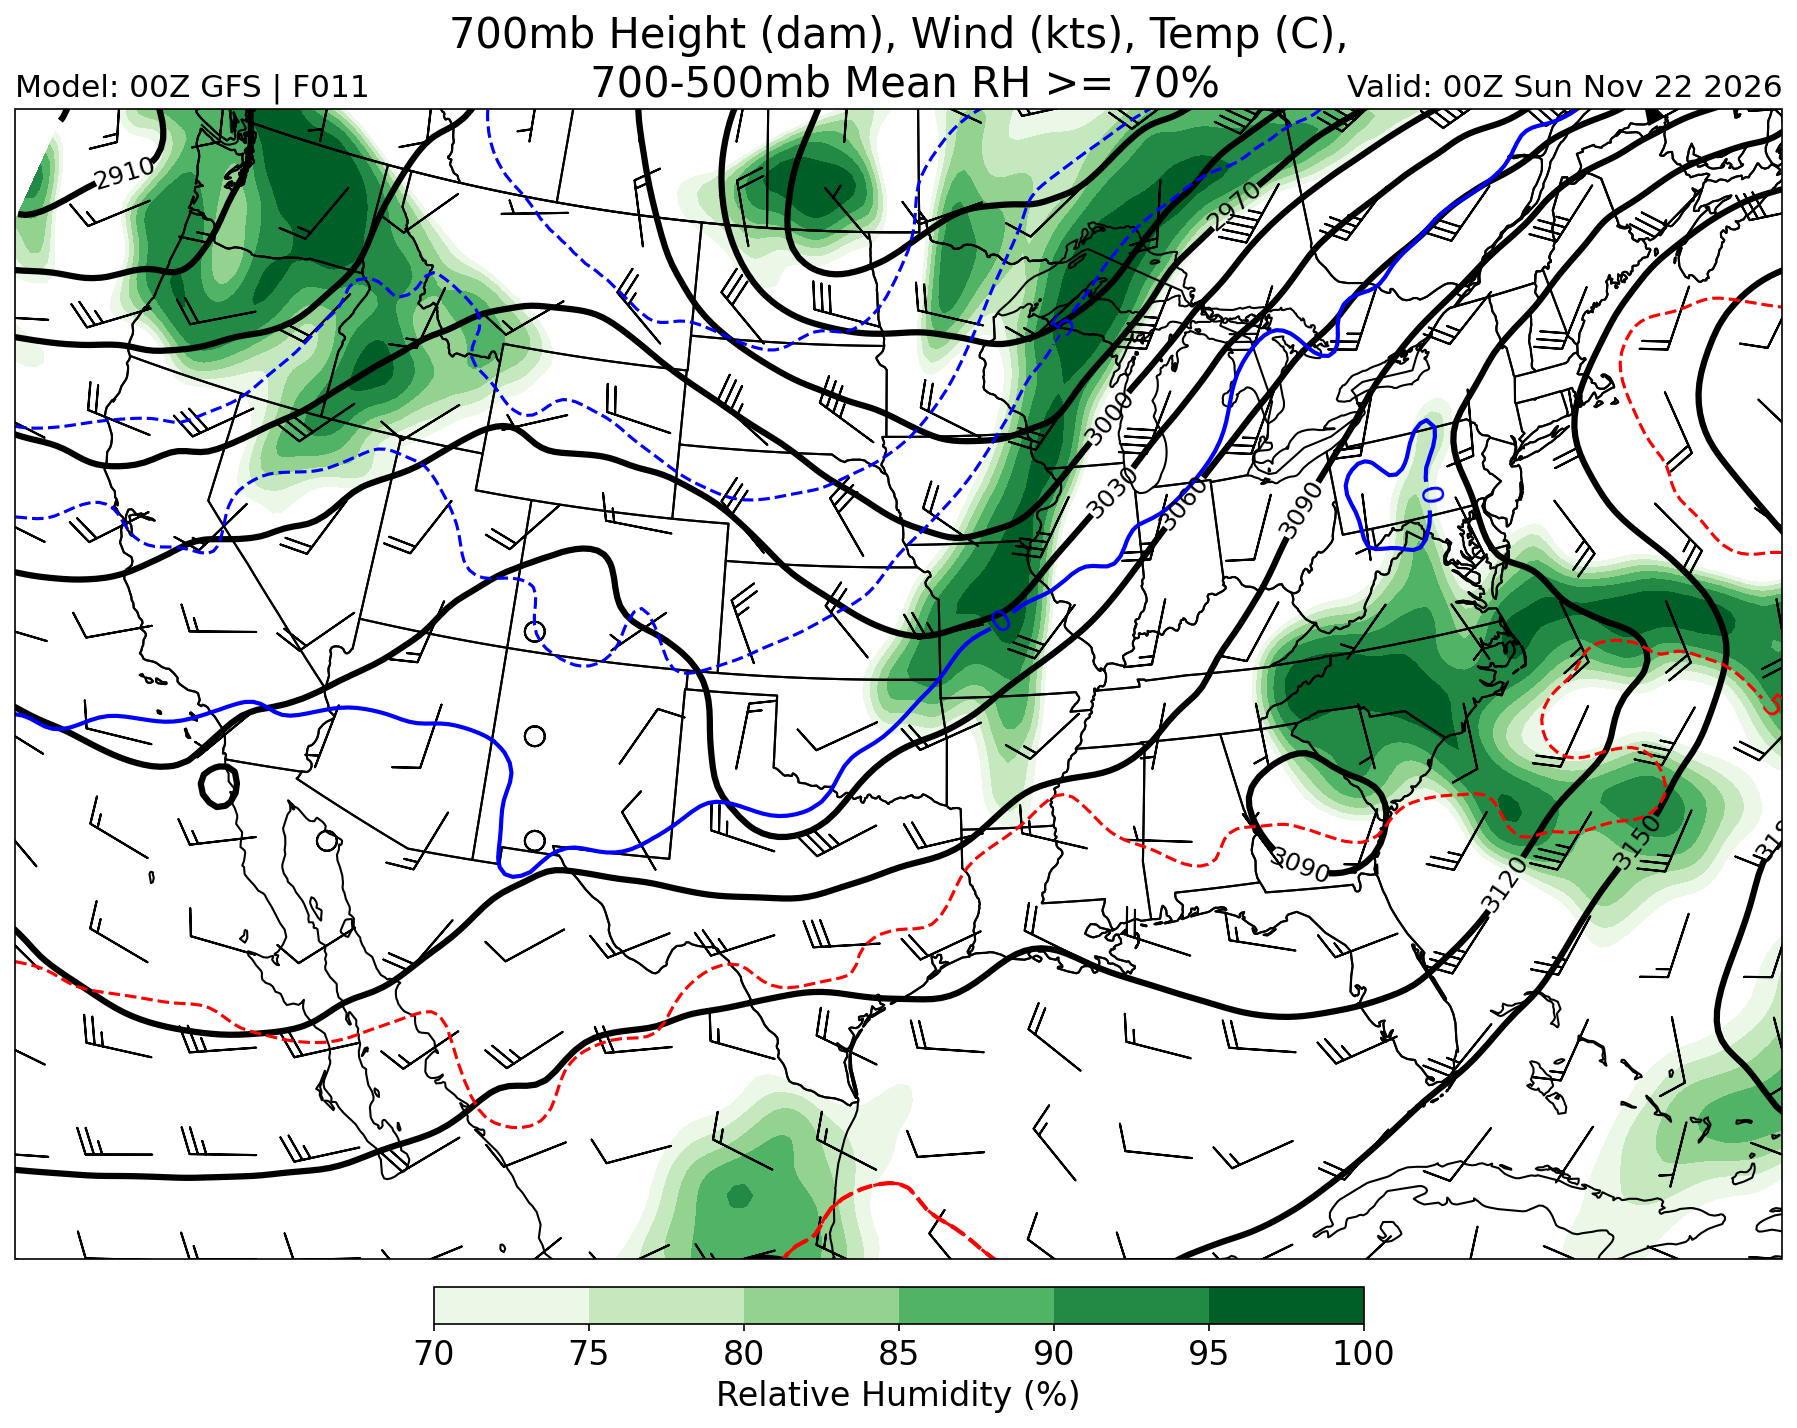 700mb Height (dam), Wind (kts), Temp (C),
700-500mb Mean RH >= 70%
Model: 00Z GFS | F011
Valid: 00Z Sun Nov 22 2026
2910
2970
3000
3030
3060
3090
0
0
3090
3120
3150
70 75 80 85 90 95 100
Relative Humidity (%)